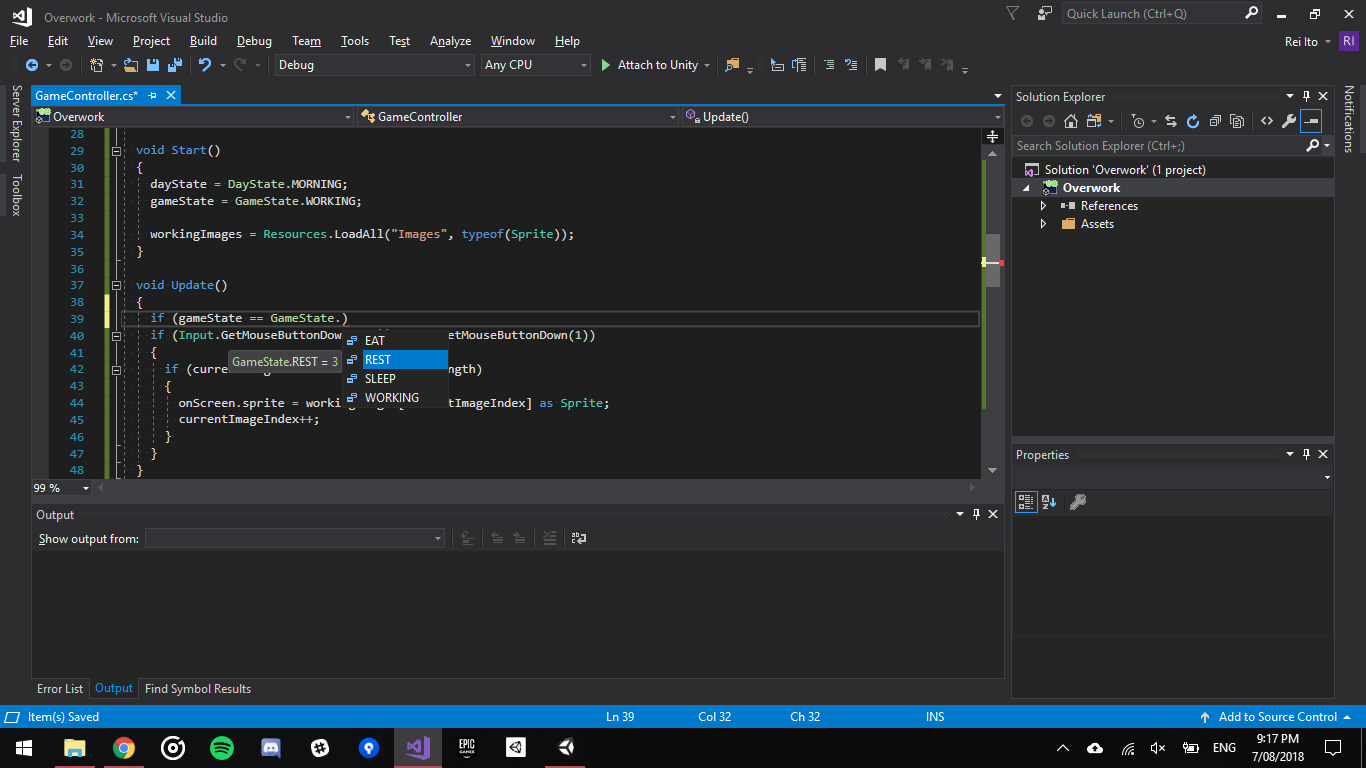 Overwork - Microsoft Visual Studio
Quick Launch (Ctrl+Q)
File Edit View Project Build Debug Team Tools Test Analyze Window Help
Rei Ito RI
Debug Any CPU Attach to Unity
Server Explorer
Toolbox
GameController.cs*
Overwork GameController Update()
28
29 void Start()
30 {
31 dayState = DayState.MORNING;
32 gameState = GameState.WORKING;
33
34 workingImages = Resources.LoadAll("Images", typeof(Sprite));
35 }
36
37 void Update()
38 {
39 if (gameState == GameState.)
40 if (Input.GetMouseButtonDow etMouseButtonDown(1))
41 {
42 if (curre ngth)
43 {
44 onScreen.sprite = worki tImageIndex] as Sprite;
45 currentImageIndex++;
46 }
47 }
48 }
EAT
REST
SLEEP
WORKING
GameState.REST = 3
99 %
Output
Show output from:
Error List Output Find Symbol Results
Solution Explorer
Search Solution Explorer (Ctrl+;)
Solution 'Overwork' (1 project)
Overwork
References
Assets
Properties
Notifications
Item(s) Saved Ln 39 Col 32 Ch 32 INS Add to Source Control
EPIC
GAMES
ENG
9:17 PM
7/08/2018